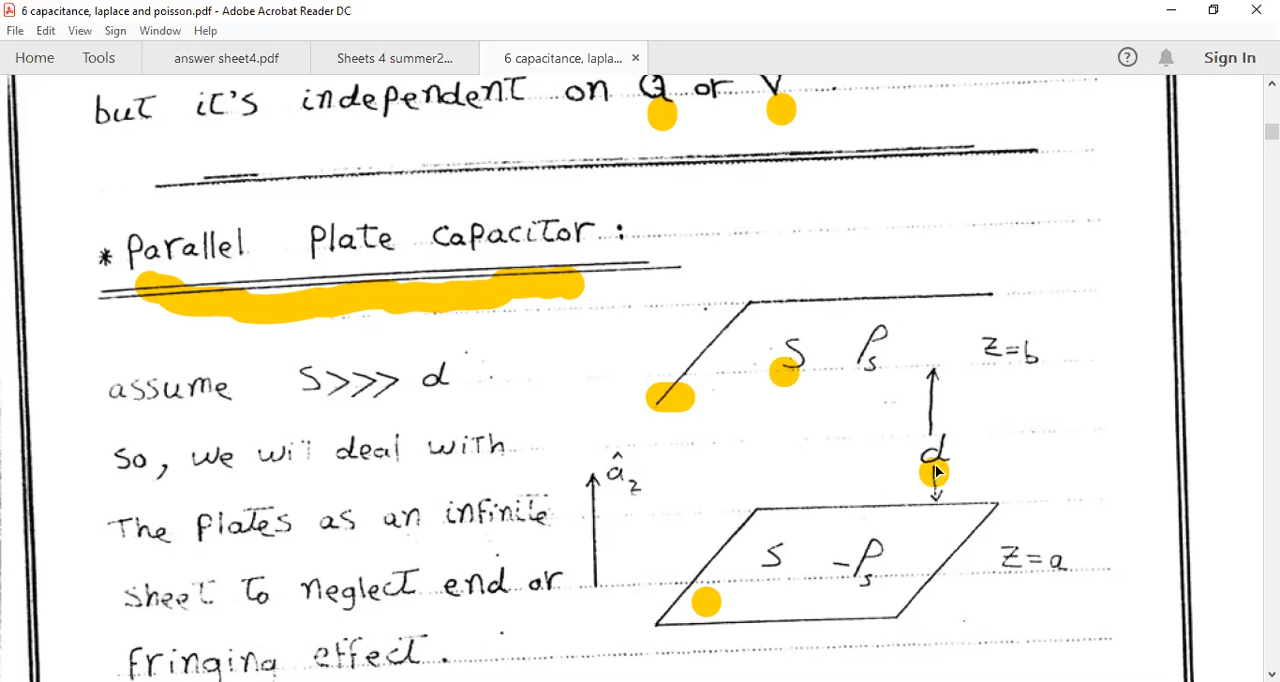 6 capacitance, laplace and poisson.pdf - Adobe Acrobat Reader DC
File Edit View Sign Window Help
Home Tools answer sheet4.pdf Sheets 4 summr2... 6 capacitance, lapla... × Sign In
but it's independent on Q or V .
* Parallel Plate capacitor :
S ρs z=b
assume S>>> d
So, we will deal with
d
âz
The plates as an infinite
S -ρs z=a
sheet to neglect end or
fringing effect .